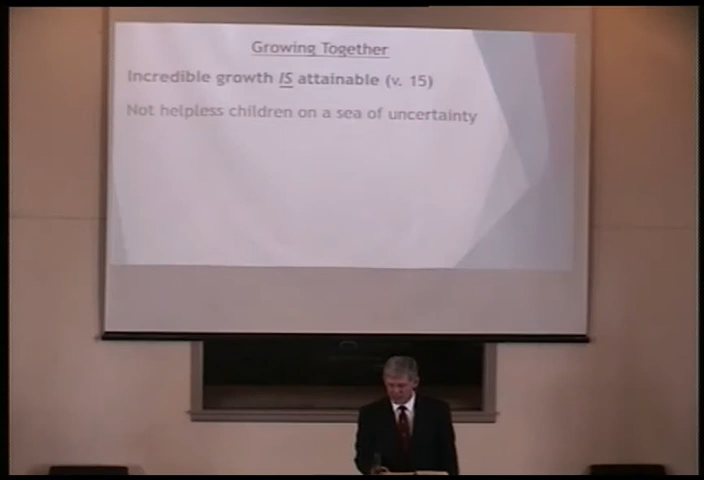 Growing Together
Incredible growth IS attainable (v. 15)
Not helpless children on a sea of uncertainty